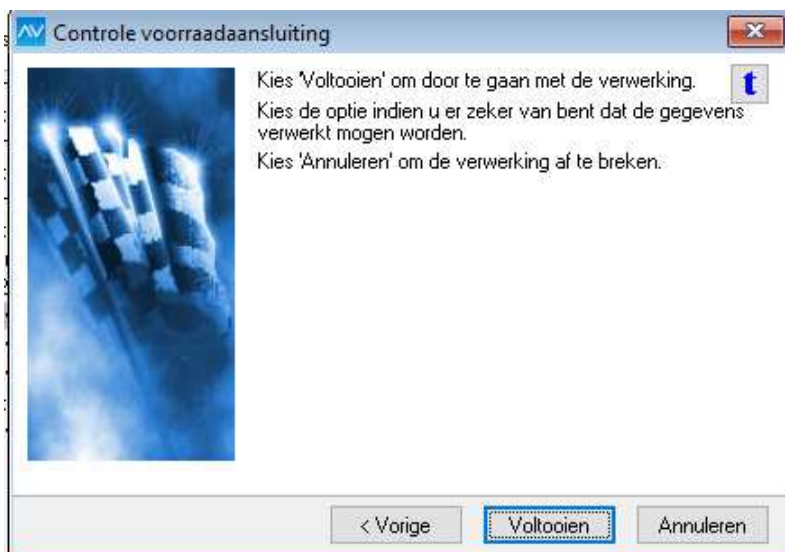 Controle voorraadaansluiting
Kies 'Voltooien' om door te gaan met de verwerking.
t
Kies de optie indien u er zeker van bent dat de gegevens
verwerkt mogen worden.
Kies 'Annuleren' om de verwerking af te breken.
< Vorige
Voltooien
Annuleren